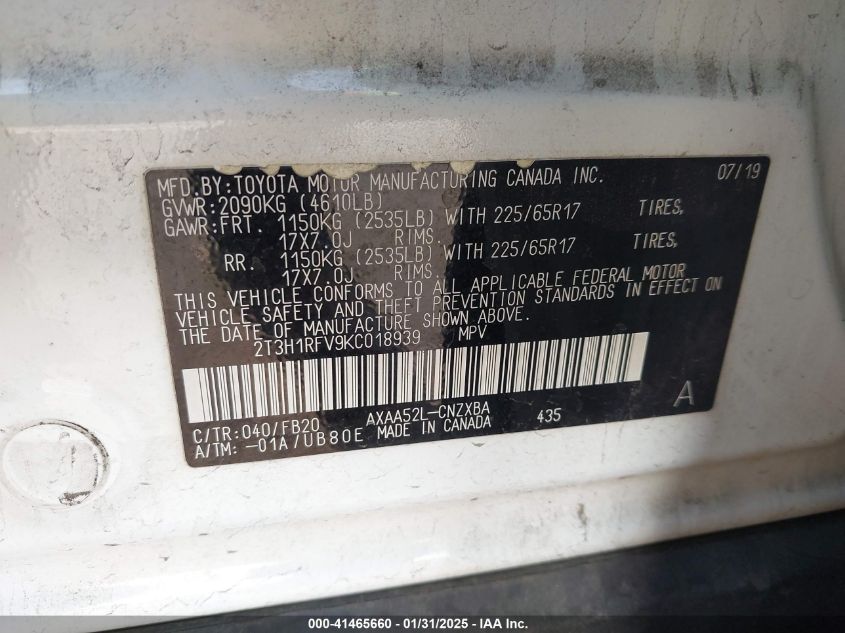 MFD. BY: TOYOTA MOTOR MANUFACTURING CANADA INC. 07/19
GVWR: 2090KG (4610LB)
GAWR: FRT. 1150KG (2535LB) WITH 225/65R17 TIRES,
17X7.0J RIMS,
RR. 1150KG (2535LB) WITH 225/65R17 TIRES,
17X7.0J RIMS.
THIS VEHICLE CONFORMS TO ALL APPLICABLE FEDERAL MOTOR
VEHICLE SAFETY AND THEFT PREVENTION STANDARDS IN EFFECT ON
THE DATE OF MANUFACTURE SHOWN ABOVE.
2T3H1RFV9KC018939 MPV
A
C/TR: 040/FB20 AXAA52L-CNZXBA 435
A/TM: -01A/UB80E MADE IN CANADA
000-41465660 - 01/31/2025 - IAA Inc.